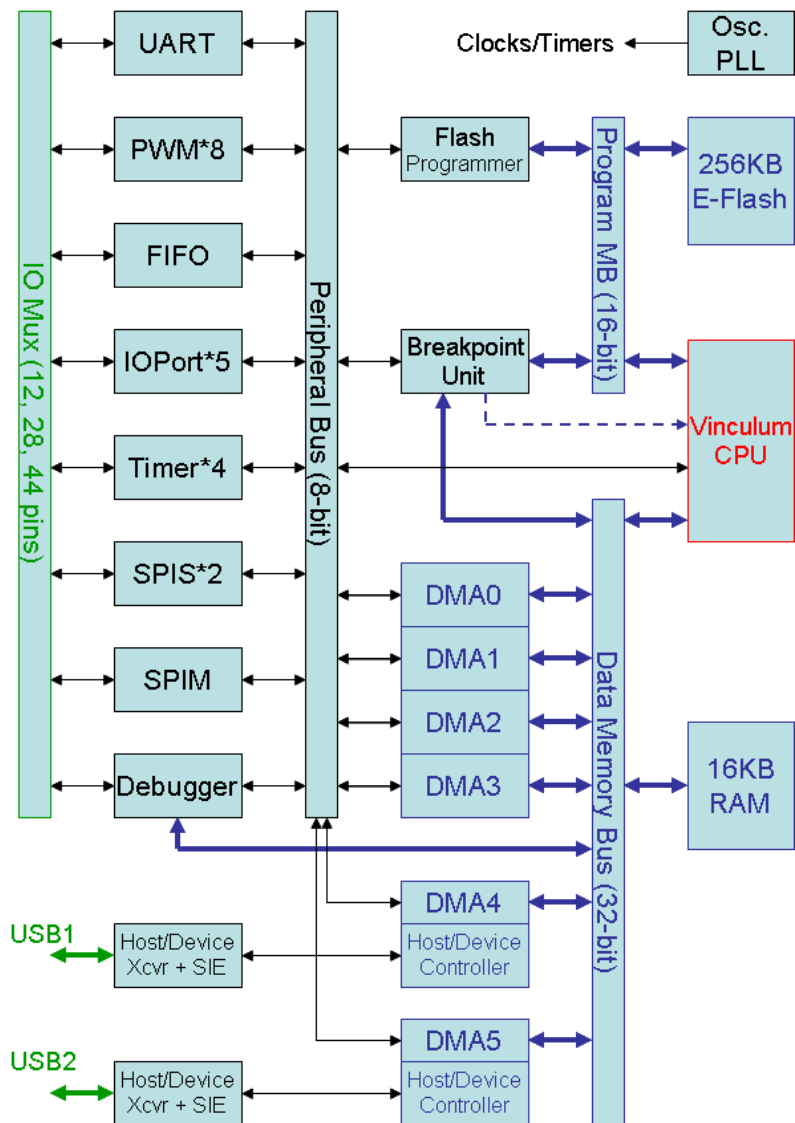 UART
Clocks/Timers
Osc.
PLL
PWM*8
Flash
Programmer
256KB
E-Flash
FIFO
IO Mux (12, 28, 44 pins)
Peripheral Bus (8-bit)
Program MB (16-bit)
IOPort*5
Breakpoint
Unit
Vinculum
CPU
Timer*4
SPIS*2
DMA0
SPIM
DMA1
DMA2
Data Memory Bus (32-bit)
16KB
RAM
Debugger
DMA3
USB1
Host/Device
Xcvr + SIE
DMA4
Host/Device
Controller
USB2
Host/Device
Xcvr + SIE
DMA5
Host/Device
Controller